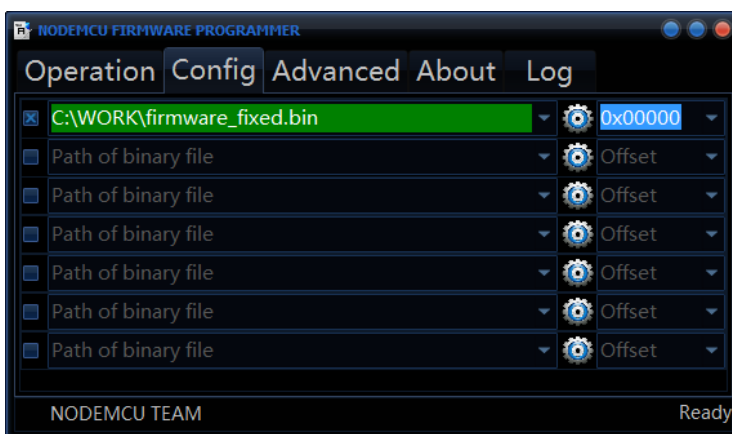 NODEMCU FIRMWARE PROGRAMMER
Operation Config Advanced About Log
C:\WORK\firmware_fixed.bin 0x00000
Path of binary file Offset
Path of binary file Offset
Path of binary file Offset
Path of binary file Offset
Path of binary file Offset
Path of binary file Offset
NODEMCU TEAM Ready